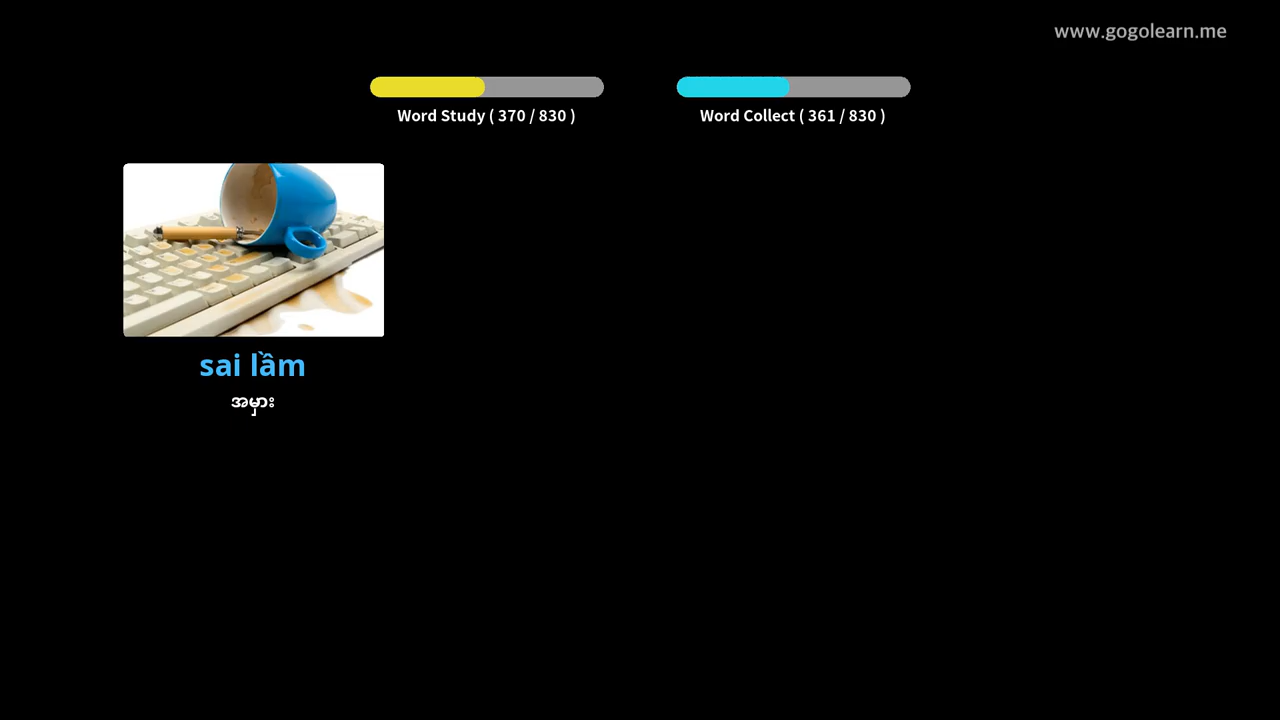 www.gogolearn.me
Word Study ( 370 / 830 )
Word Collect ( 361 / 830 )
sai lầm
အမှား